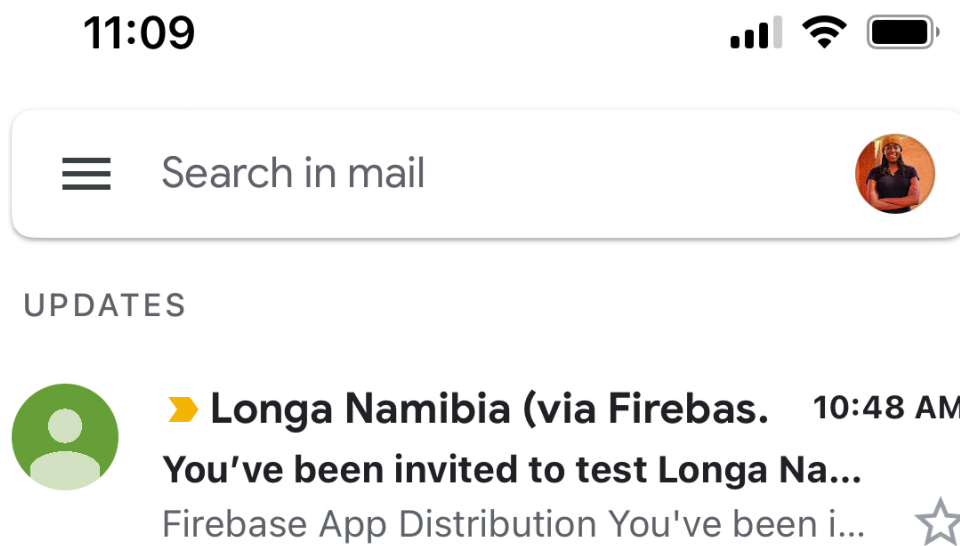 11:09
Search in mail
UPDATES
Longa Namibia (via Firebas. 10:48 AM
You’ve been invited to test Longa Na...
Firebase App Distribution You've been i...